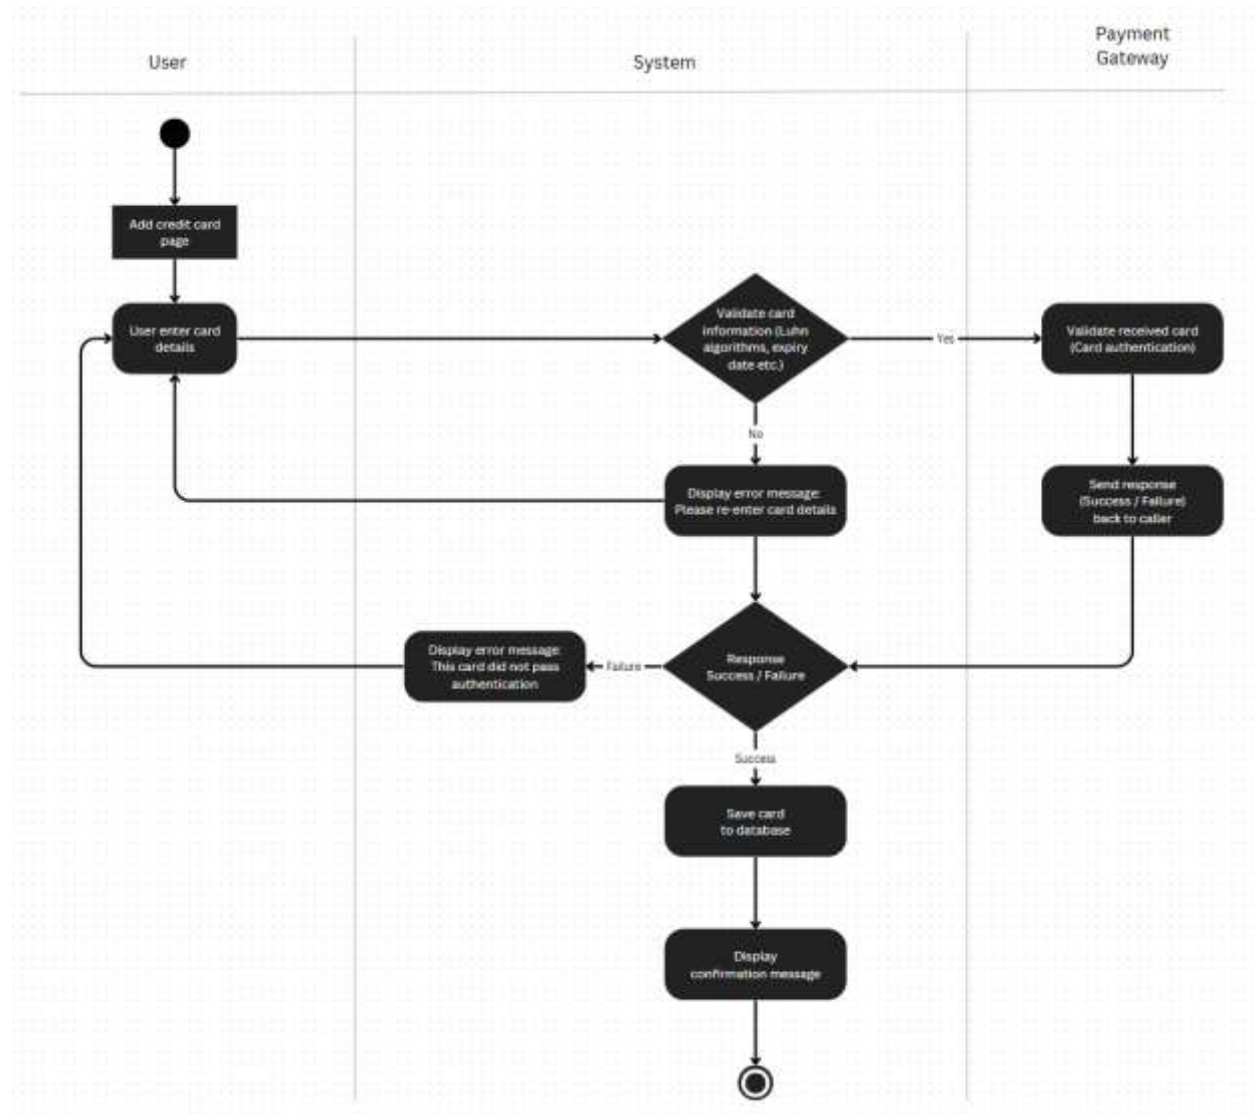 User
System
Payment
Gateway
Add credit card
page
User enter card
details
Validate card
information (Luhn
algorithms, expiry
date etc.)
Yes
Validate received card
(Card authentication)
No
Display error message:
Please re-enter card details
Send response
(Success / Failure)
back to caller
Display error message:
This card did not pass
authentication
Failure
Response
Success / Failure
Success
Save card
to database
Display
confirmation message